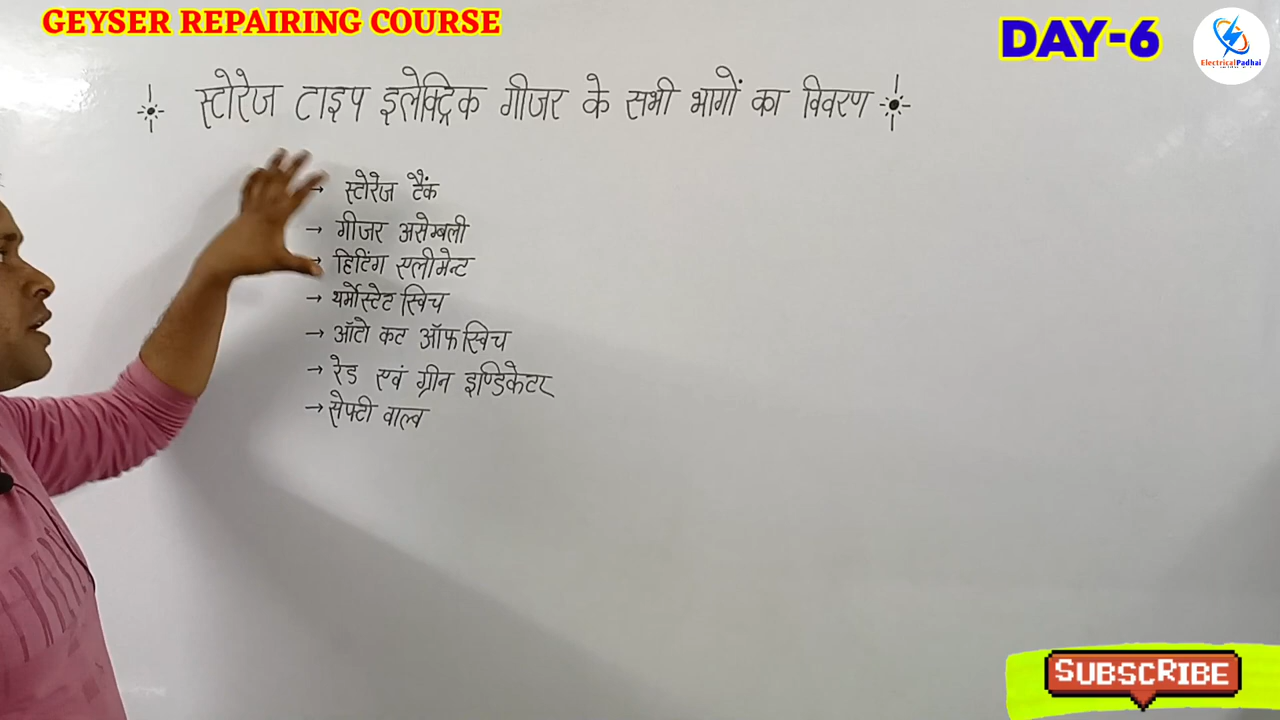 GEYSER REPAIRING COURSE
DAY-6
ElectricalPadhai
स्टोरेज टाइप इलेक्ट्रिक गीजर के सभी भागों का विवरण
→ स्टोरेज टैंक
→ गीजर असेम्बली
→ हिटिंग एलीमेन्ट
→ थर्मोस्टेट स्विच
→ ऑटो कट ऑफ स्विच
→ रेड एवं ग्रीन इण्डिकेटर
→ सेफ्टी वाल्व
SUBSCRIBE